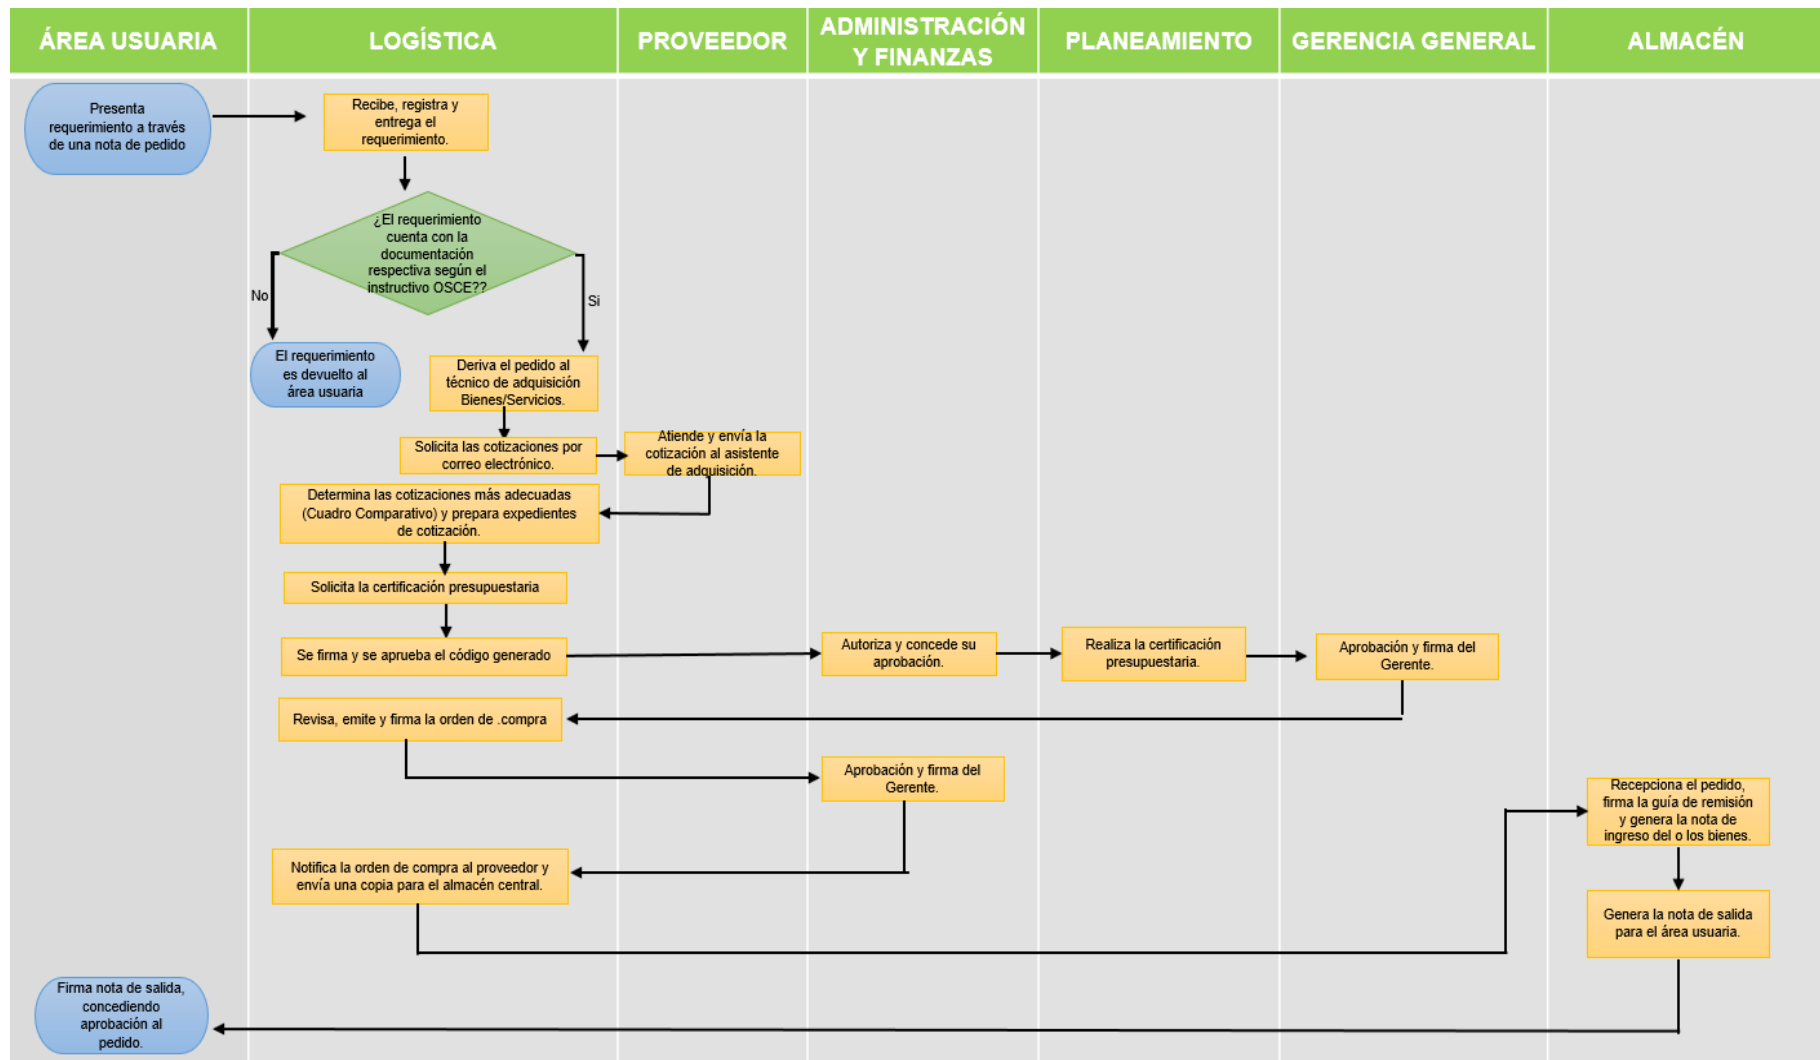 ÁREA USUARIA
LOGÍSTICA
PROVEEDOR
ADMINISTRACIÓN
Y FINANZAS
PLANEAMIENTO
GERENCIA GENERAL
ALMACÉN
Presenta
requerimiento a través
de una nota de pedido
Recibe, registra y
entrega el
requerimiento.
¿El requerimiento
cuenta con la
documentación
respectiva según el
instructivo OSCE??
No
Si
El requerimiento
es devuelto al
área usuaria
Deriva el pedido al
técnico de adquisición
Bienes/Servicios.
Solicita las cotizaciones por
correo electrónico.
Atiende y envía la
cotización al asistente
de adquisición.
Determina las cotizaciones más adecuadas
(Cuadro Comparativo) y prepara expedientes
de cotización.
Solicita la certificación presupuestaria
Se firma y se aprueba el código generado
Autoriza y concede su
aprobación.
Realiza la certificación
presupuestaria.
Aprobación y firma del
Gerente.
Revisa, emite y firma la orden de .compra
Aprobación y firma del
Gerente.
Recepciona el pedido,
firma la guía de remisión
y genera la nota de
ingreso del o los bienes.
Notifica la orden de compra al proveedor y
envía una copia para el almacén central.
Genera la nota de salida
para el área usuaria.
Firma nota de salida,
concediendo
aprobación al
pedido.